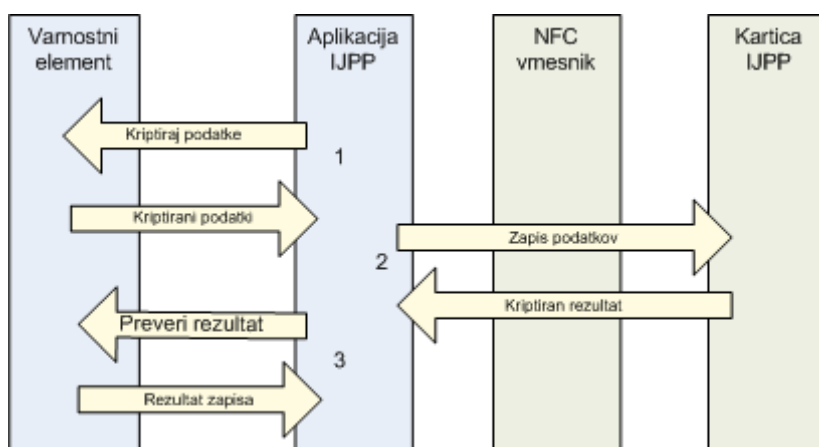 Varnostni
element
Aplikacija
IJPP
NFC
vmesnik
Kartica
IJPP
Kriptiraj podatke
1
Kriptirani podatki
Zapis podatkov
2
Kriptiran rezultat
Preveri rezultat
3
Rezultat zapisa